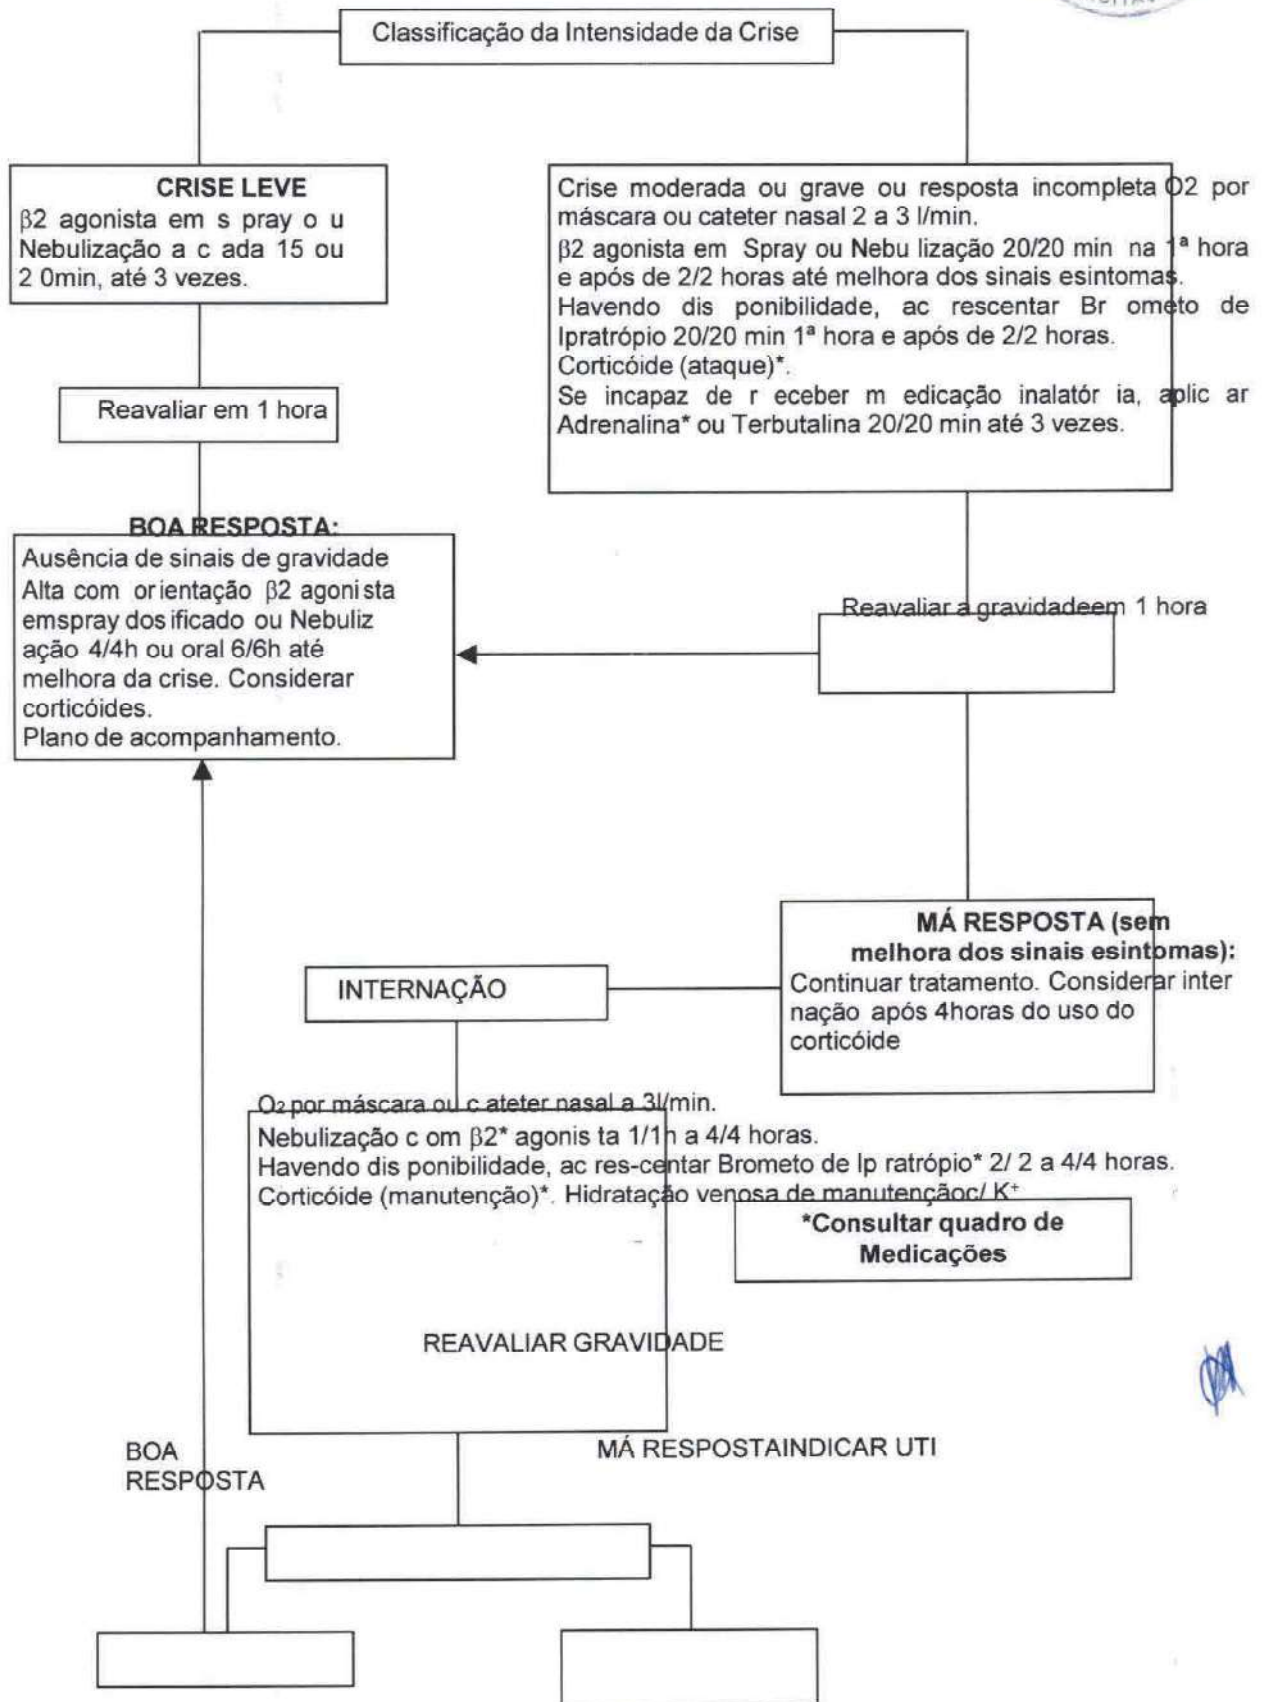 Classificação da Intensidade da Crise
CRISE LEVE
β2 agonista em s pray o u
Nebulização a c ada 15 ou
2 0min, até 3 vezes.
Crise moderada ou grave ou resposta incompleta O2 por
máscara ou cateter nasal 2 a 3 l/min.
β2 agonista em Spray ou Nebu lização 20/20 min na 1ª hora
e após de 2/2 horas até melhora dos sinais esintomas.
Havendo dis ponibilidade, ac rescentar Br ometo de
Ipratrópio 20/20 min 1ª hora e após de 2/2 horas.
Corticóide (ataque)*.
Se incapaz de r eceber m edicação inalatór ia, aplic ar
Adrenalina* ou Terbutalina 20/20 min até 3 vezes.
Reavaliar em 1 hora
BOA RESPOSTA:
Ausência de sinais de gravidade
Alta com or ientação β2 agoni sta
emspray dos ificado ou Nebuliz
ação 4/4h ou oral 6/6h até
melhora da crise. Considerar
corticóides.
Plano de acompanhamento.
Reavaliar a gravidadeem 1 hora
MÁ RESPOSTA (sem
melhora dos sinais esintomas):
Continuar tratamento. Considerar inter
nação após 4horas do uso do
corticóide
INTERNAÇÃO
O2 por máscara ou c ateter nasal a 3l/min.
Nebulização c om β2* agonis ta 1/1h a 4/4 horas.
Havendo dis ponibilidade, ac res-centar Brometo de Ip ratrópio* 2/ 2 a 4/4 horas.
Corticóide (manutenção)*. Hidratação venosa de manutençãoc/ K+
*Consultar quadro de
Medicações
REAVALIAR GRAVIDADE
BOA
RESPOSTA
MÁ RESPOSTAINDICAR UTI